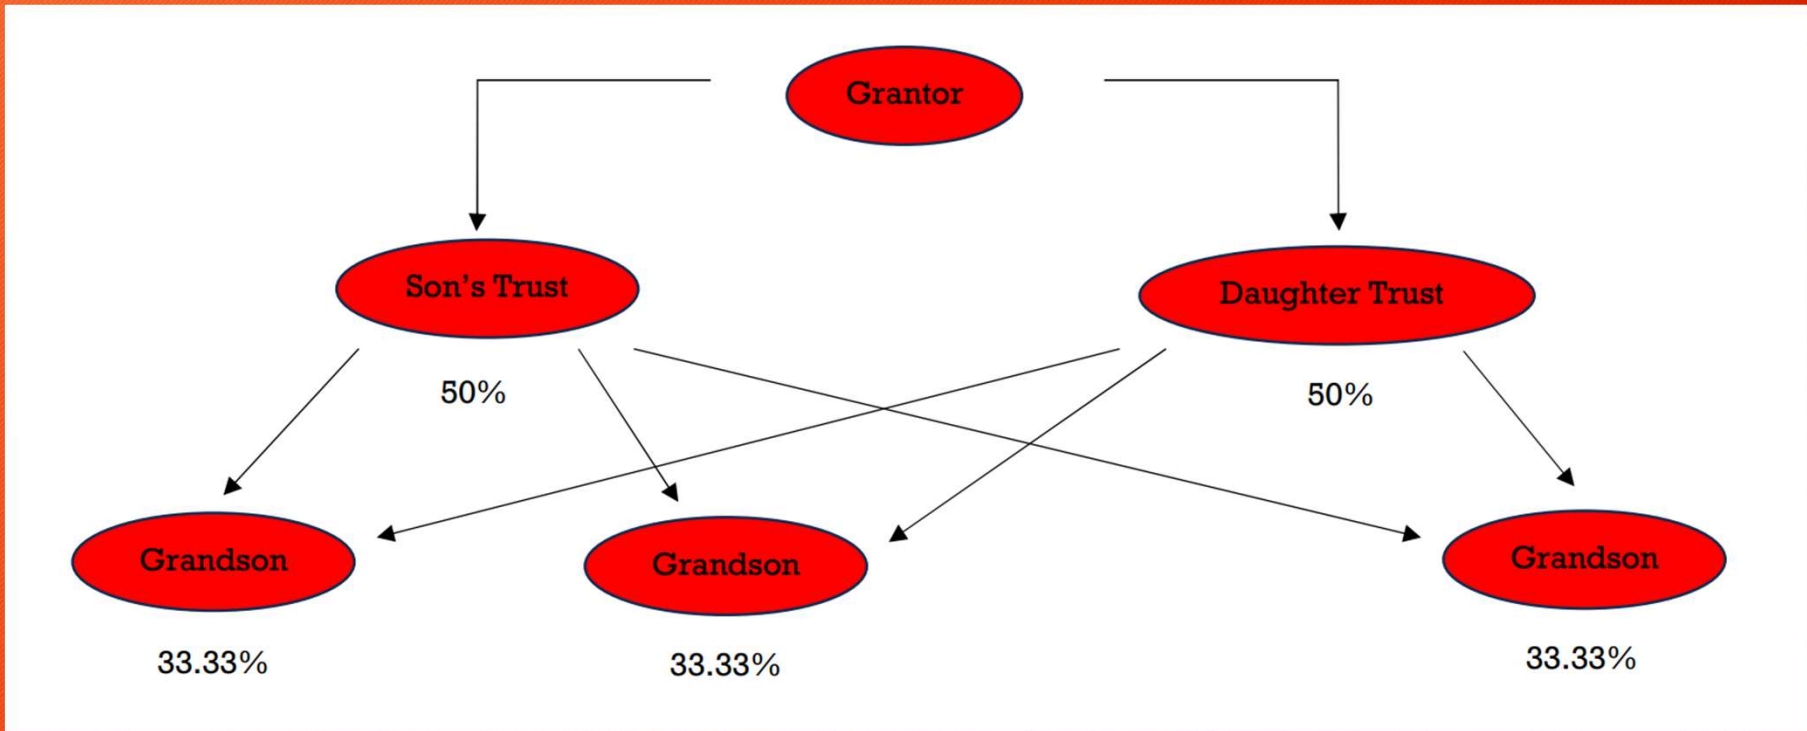 Grantor
Son’s Trust
Daughter Trust
50%
50%
Grandson
Grandson
Grandson
33.33%
33.33%
33.33%